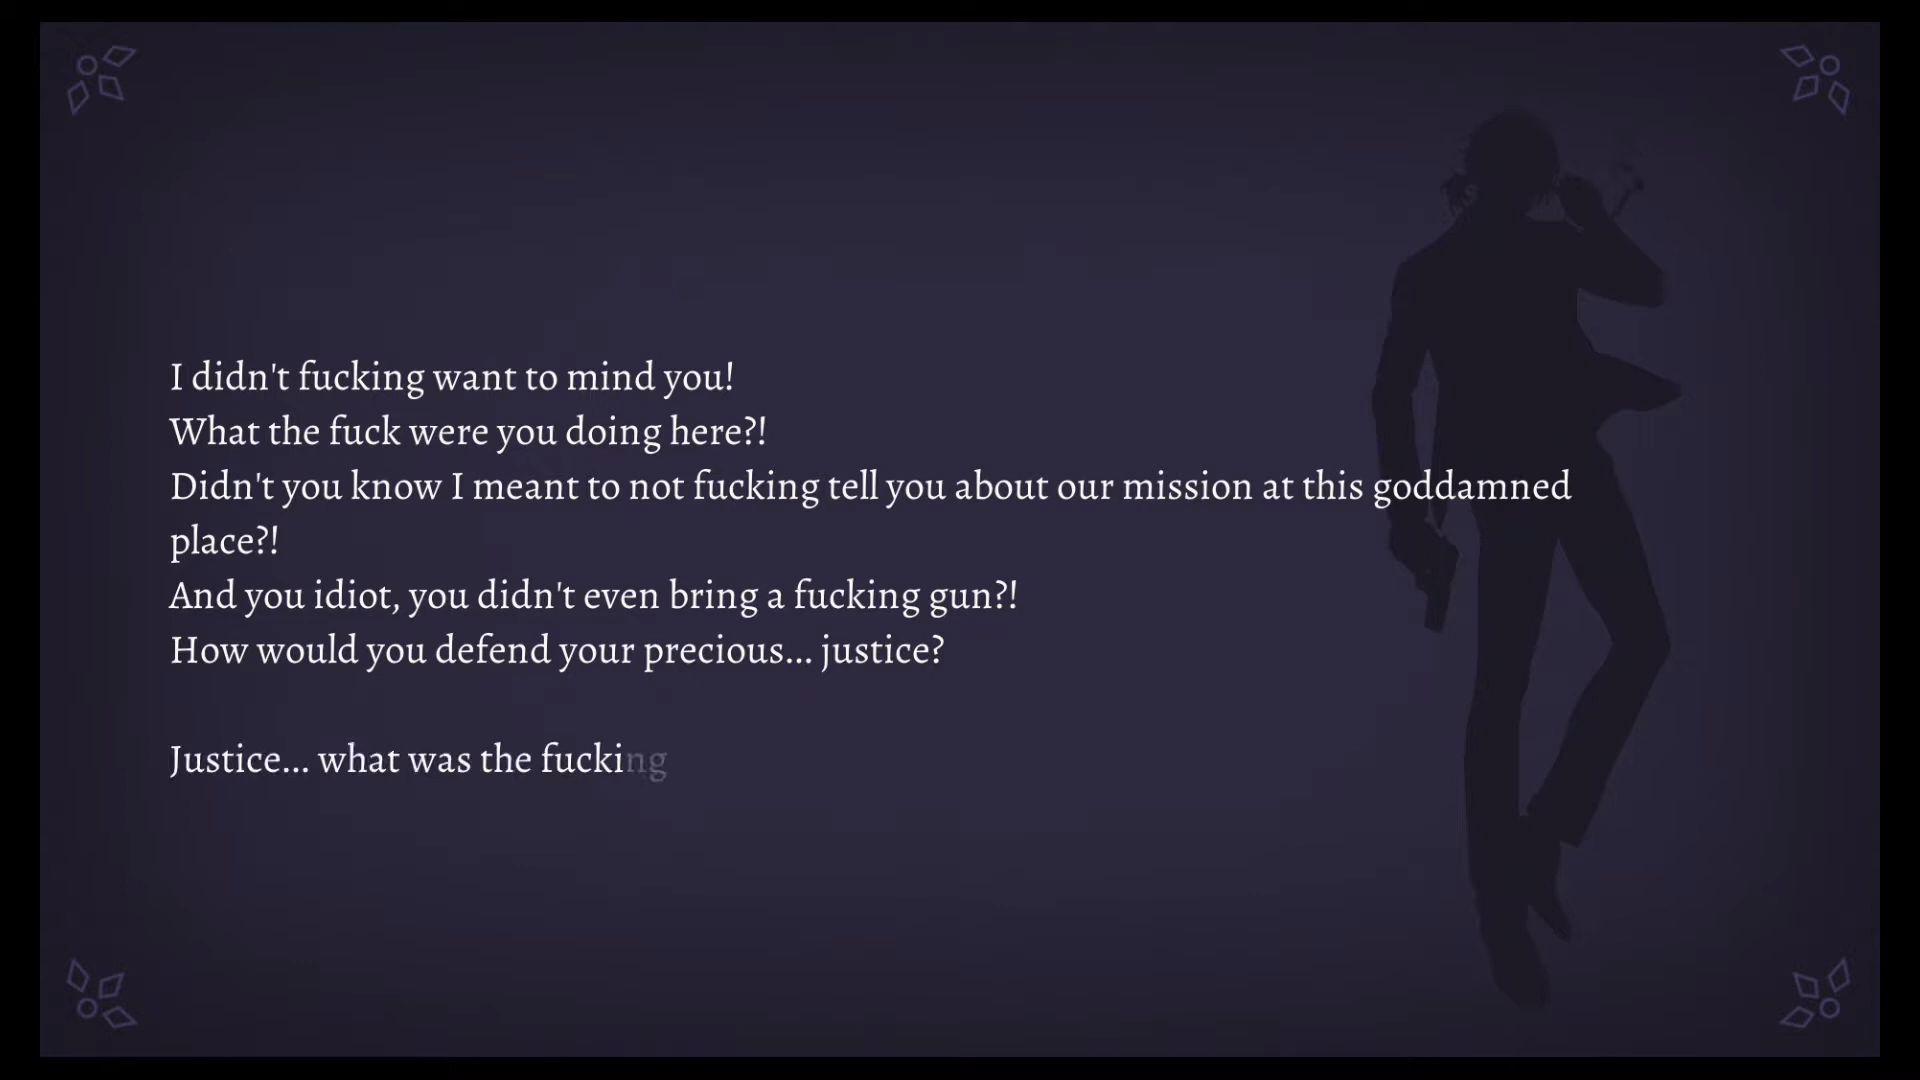 I didn't fucking want to mind you!
What the fuck were you doing here?!
Didn't you know I meant to not fucking tell you about our mission at this goddamned
place?!
And you idiot, you didn't even bring a fucking gun?!
How would you defend your precious... justice?
Justice... what was the fucking